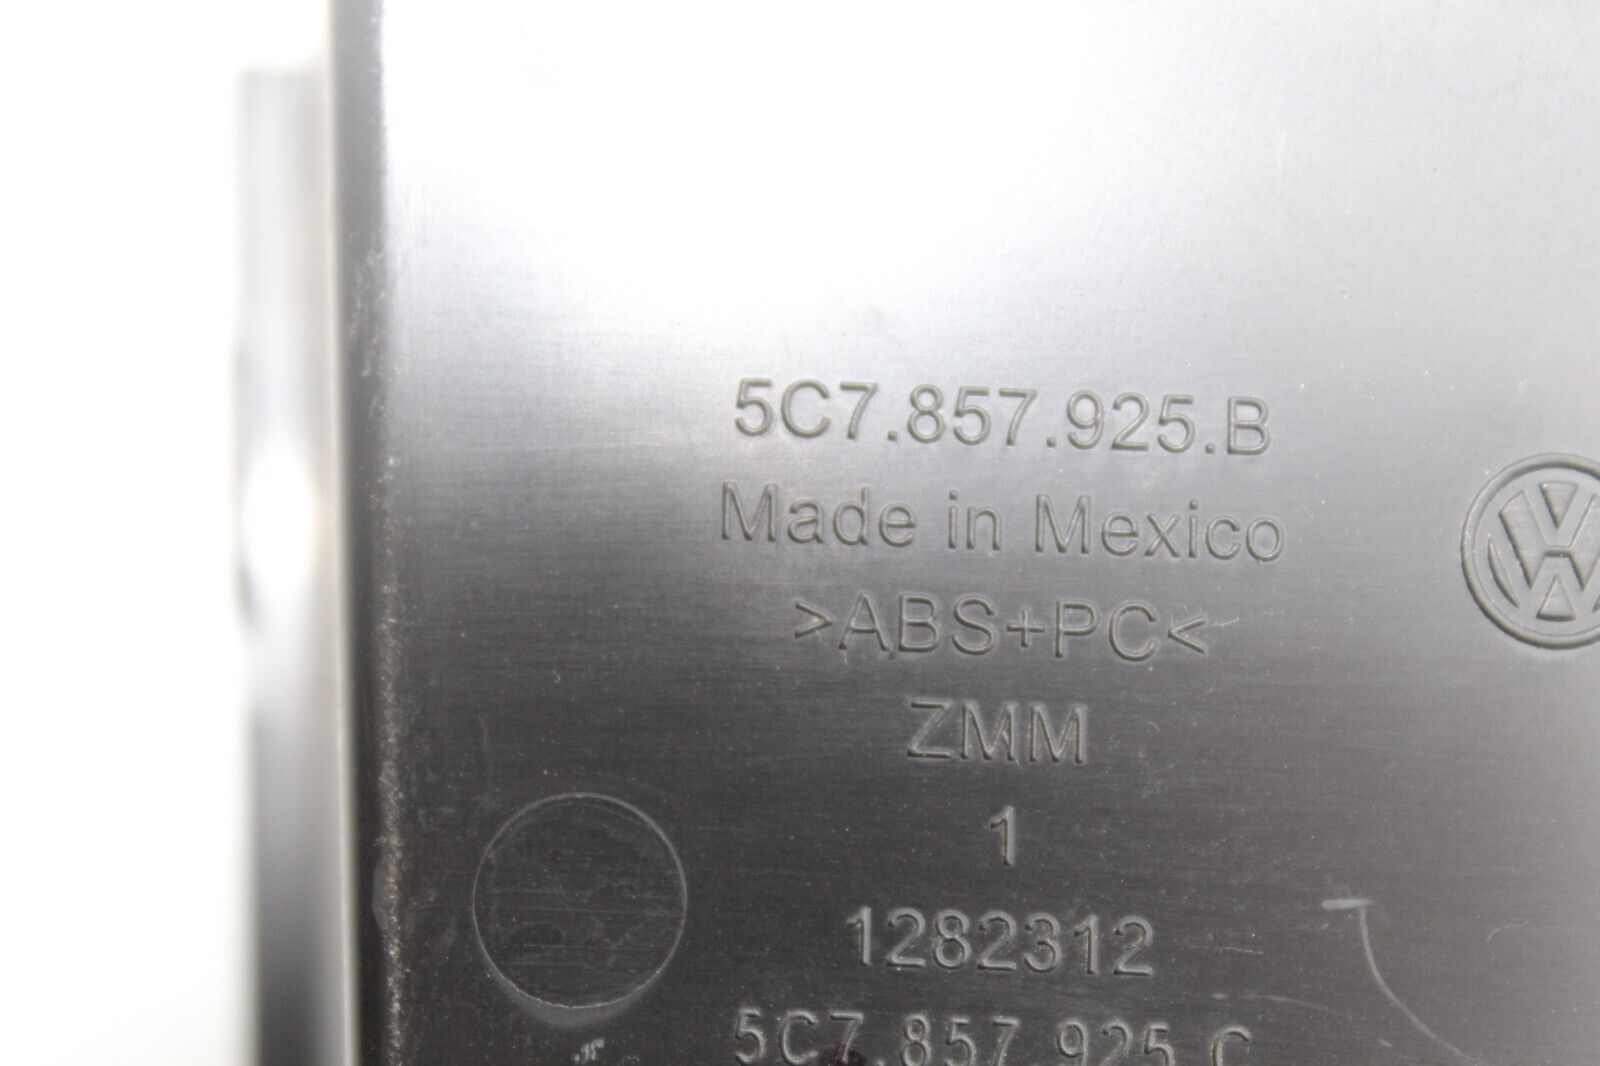 5C7.857.925.B
Made in Mexico
>ABS+PC<
ZMM
1
1282312
5C7.857.925.C